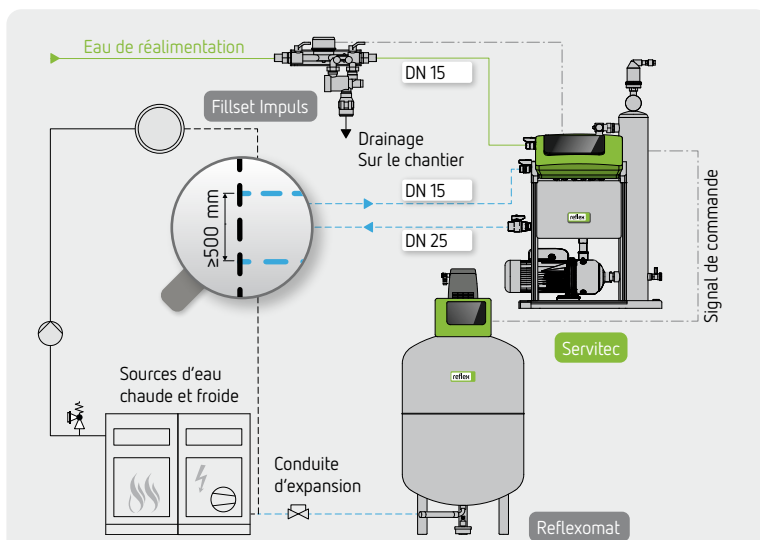 Eau de réalimentation
DN 15
Fillset Impuls
Drainage
Sur le chantier
DN 15
≥500 mm
DN 25
reflex
Signal de commande
Servitec
reflex
Sources d'eau
chaude et froide
Conduite
d'expansion
Reflexomat